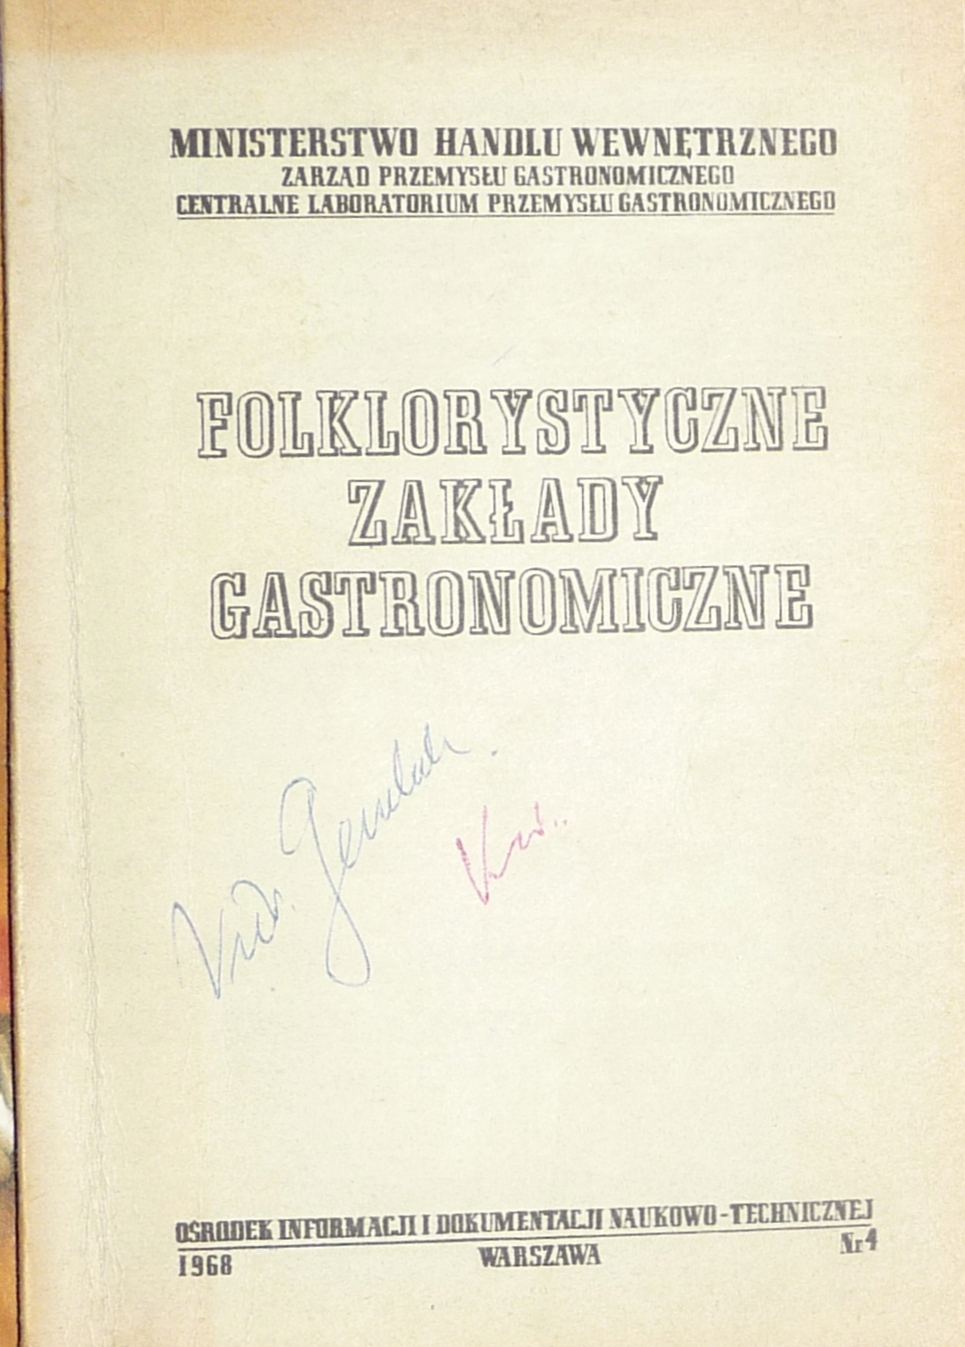 MINISTERSTWO HANDLU WEWNĘTRZNEGO
ZARZĄD PRZEMYSŁU GASTRONOMICZNEGO
CENTRALNE LABORATORIUM PRZEMYSŁU GASTRONOMICZNEGO
FOLKLORYSTYCZNE
ZAKŁADY
GASTRONOMICZNE
OŚRODEK INFORMACJI I DOKUMENTACJI NAUKOWO-TECHNICZNEJ
1968 WARSZAWA Nr 4